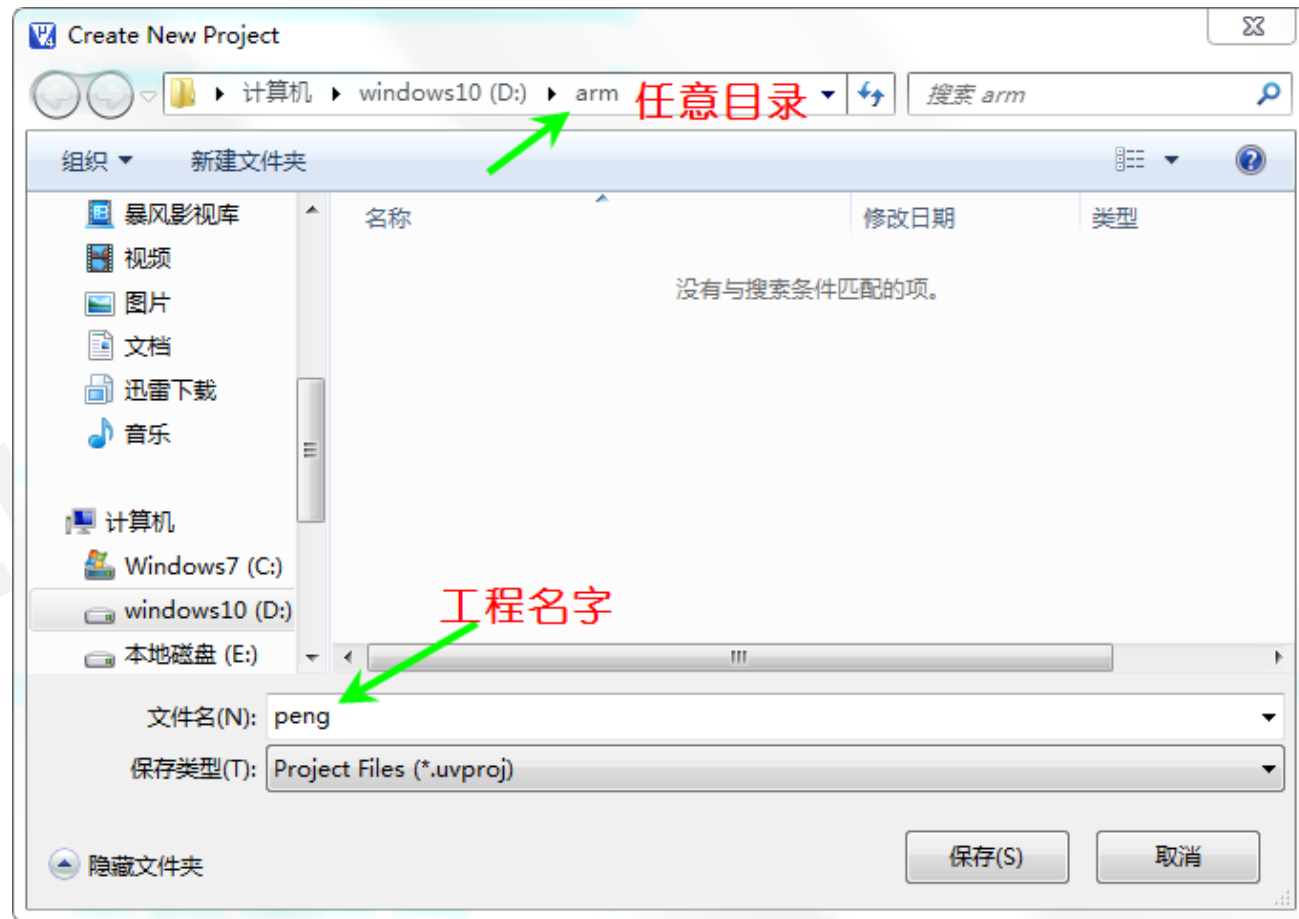 Create New Project
计算机 windows10 (D:) arm 任意目录 搜索 arm
组织 新建文件夹
名称 修改日期 类型
没有与搜索条件匹配的项。
暴风影视库
视频
图片
文档
迅雷下载
音乐
计算机
Windows7 (C:)
windows10 (D:)
本地磁盘 (E:)
工程名字
文件名(N): peng
保存类型(T): Project Files (*.uvproj)
隐藏文件夹 保存(S) 取消